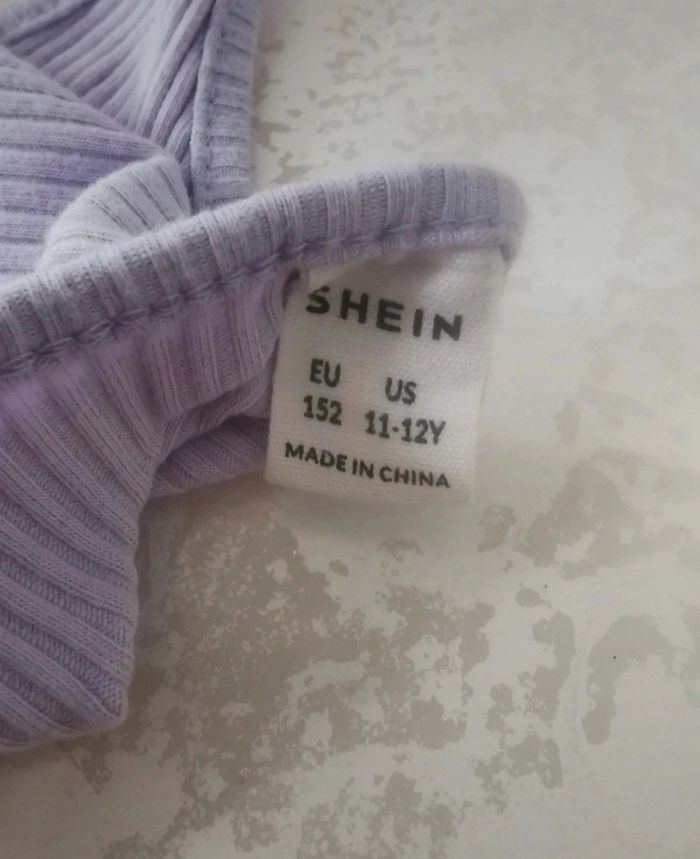 SHEIN
EU US
152 11-12Y
MADE IN CHINA